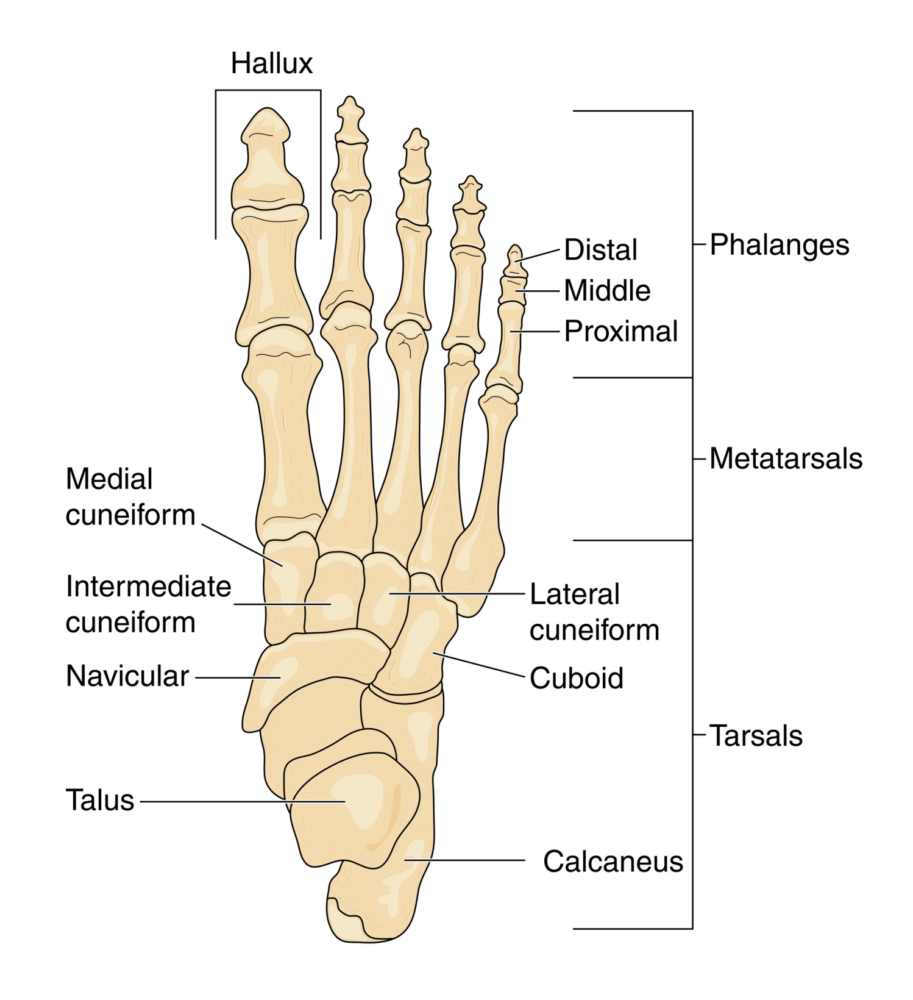 Hallux
Distal
Phalanges
Middle
Proximal
Metatarsals
Medial
cuneiform
Intermediate
cuneiform
Lateral
cuneiform
Navicular
Cuboid
Tarsals
Talus
Calcaneus